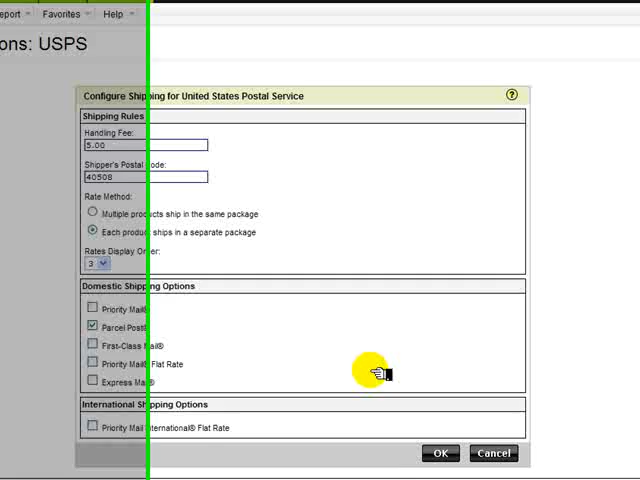 eport Favorites Help
ons: USPS
Configure Shipping for United States Postal Service
?
Shipping Rules
Handling Fee:
5.00
Shipper's Postal Code:
40508
Rate Method:
Multiple products ship in the same package
Each product ships in a separate package
Rates Display Order:
3
Domestic Shipping Options
Priority Mail®
Parcel Post®
First-Class Mail®
Priority Mail® Flat Rate
Express Mail®
International Shipping Options
Priority Mail International® Flat Rate
OK Cancel